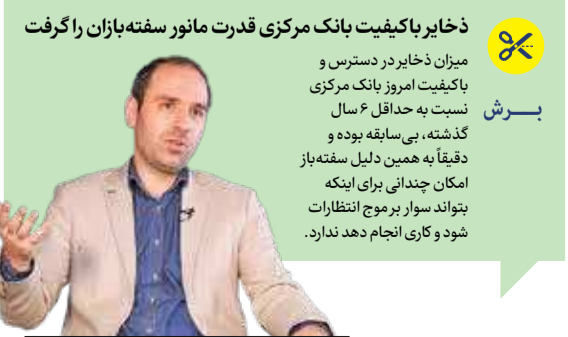 ذخایر باکیفیت بانک مرکزی قدرت مانور سفته‌بازان را گرفت
برش
میزان ذخایر در دسترس و
باکیفیت امروز بانک مرکزی
نسبت به حداقل ۶ سال
گذشته، بی‌سابقه بوده و
دقیقاً به همین دلیل سفته‌باز
امکان چندانی برای اینکه
بتواند سوار بر موج انتظارات
شود و کاری انجام دهد ندارد.